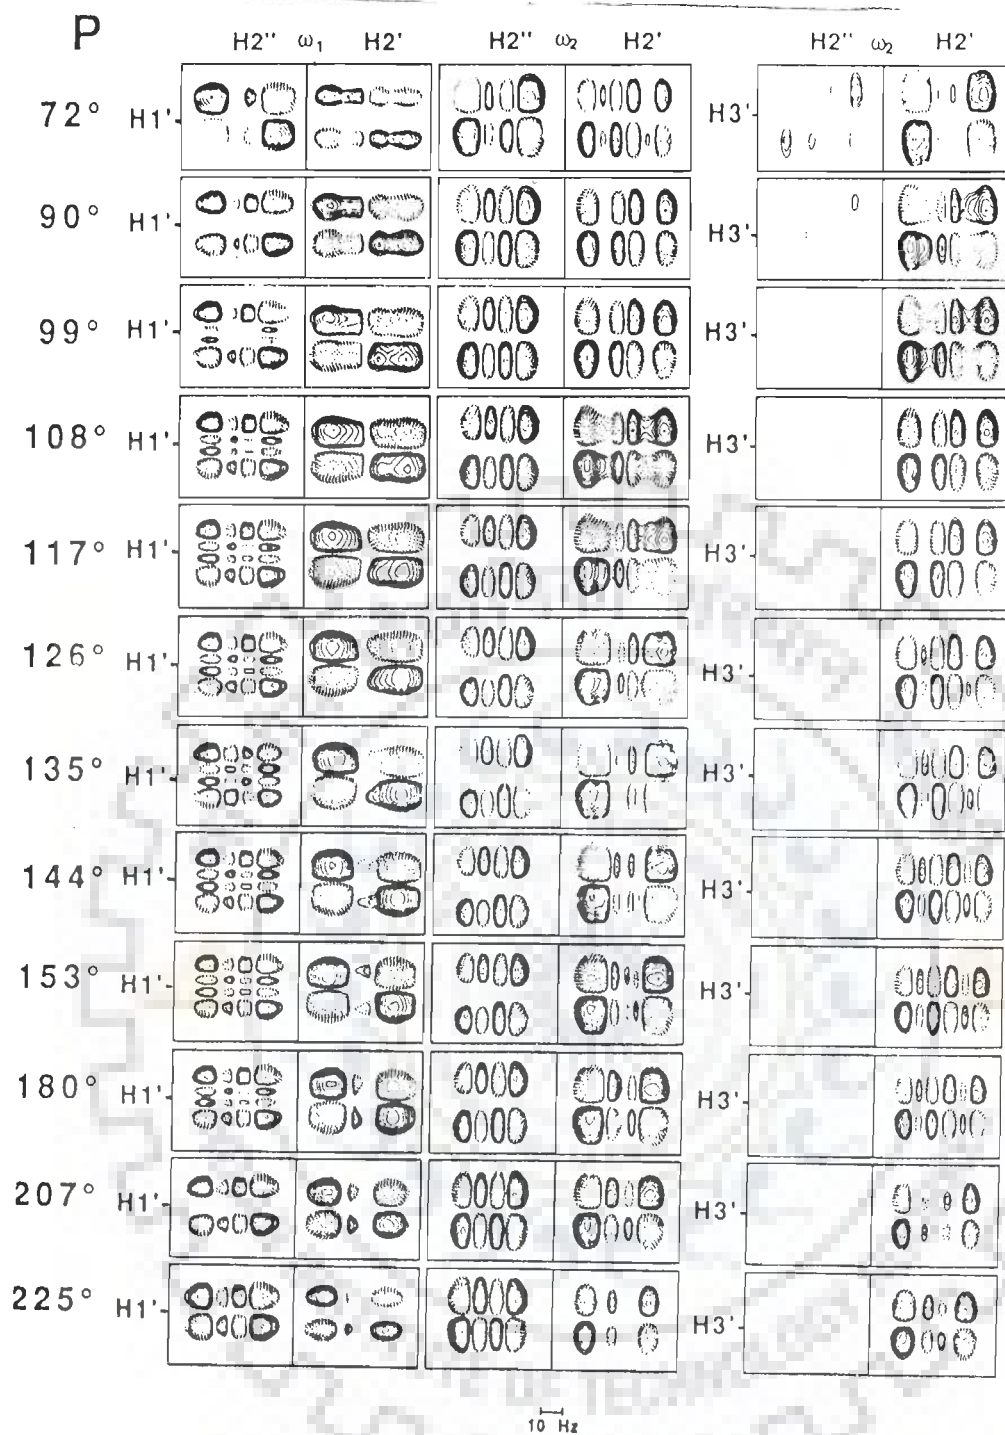 P
H2'' ω1 H2' H2'' ω2 H2' H2'' ω2 H2'
72° H1' H3'
90° H1' H3'
99° H1' H3'
108° H1' H3'
117° H1' H3'
126° H1' H3'
135° H1' H3'
144° H1' H3'
153° H1' H3'
180° H1' H3'
207° H1' H3'
225° H1' H3'
10 Hz